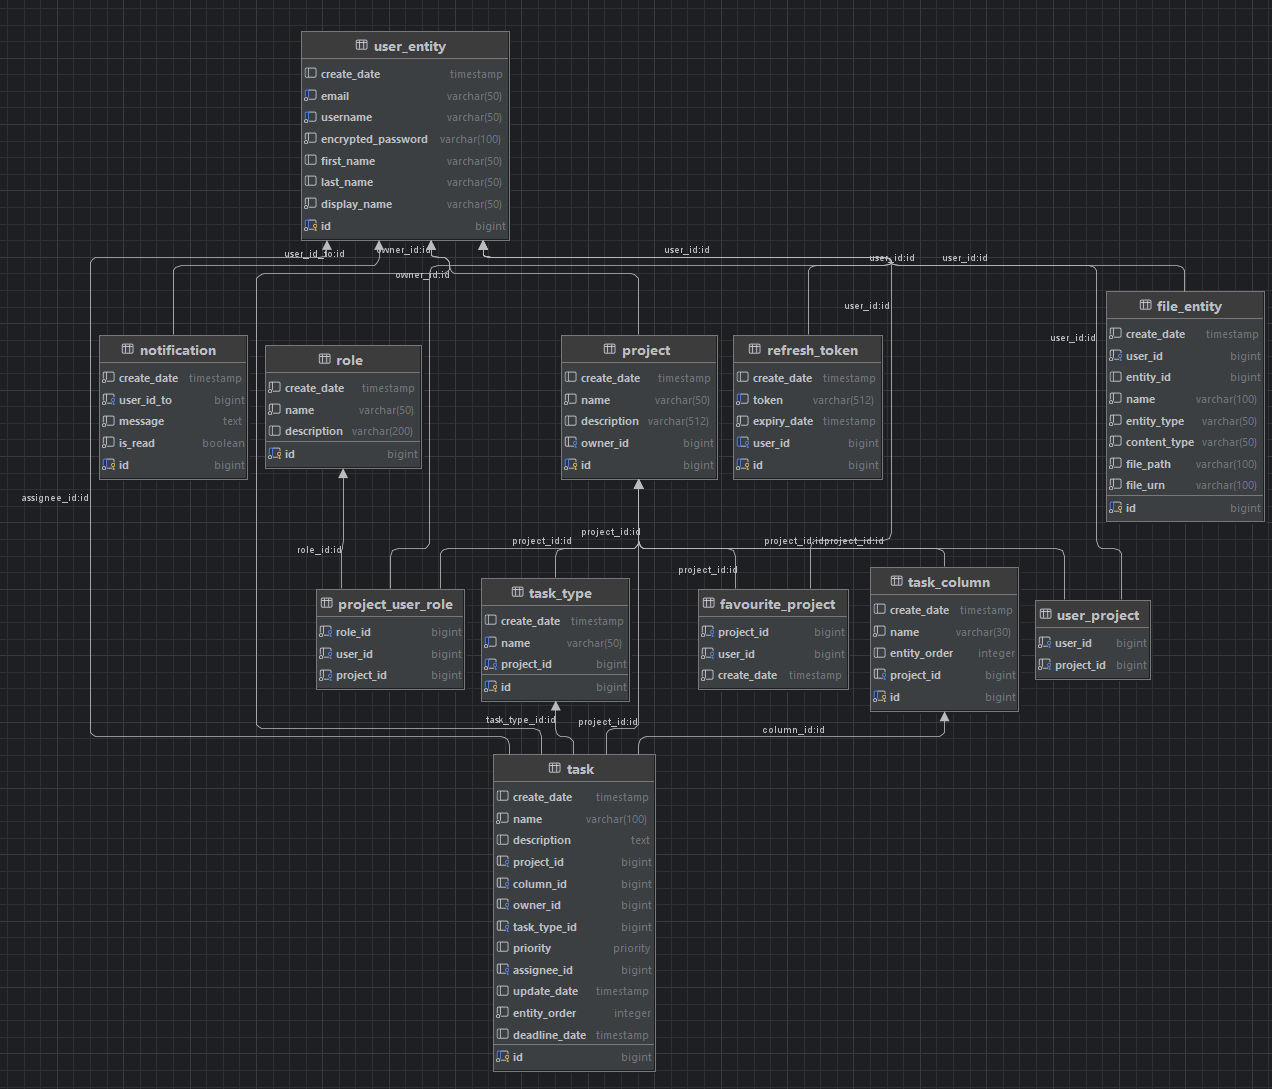 user_entity
create_date timestamp
email varchar(50)
username varchar(50)
encrypted_password varchar(100)
first_name varchar(50)
last_name varchar(50)
display_name varchar(50)
id bigint
user_id_to:id
owner_id:id
user_id:id
user_id:id
user_id:id
owner_id:id
user_id:id
user_id:id
file_entity
create_date timestamp
user_id bigint
entity_id bigint
name varchar(100)
entity_type varchar(50)
content_type varchar(50)
file_path varchar(100)
file_urn varchar(100)
id bigint
notification
create_date timestamp
user_id_to bigint
message text
is_read boolean
id bigint
role
create_date timestamp
name varchar(50)
description varchar(200)
id bigint
project
create_date timestamp
name varchar(50)
description varchar(512)
owner_id bigint
id bigint
refresh_token
create_date timestamp
token varchar(512)
expiry_date timestamp
user_id bigint
id bigint
assignee_id:id
role_id:id
project_id:id
project_id:id
project_id:id
project_id:id
project_id:id
project_user_role
role_id bigint
user_id bigint
project_id bigint
task_type
create_date timestamp
name varchar(50)
project_id bigint
id bigint
favourite_project
project_id bigint
user_id bigint
create_date timestamp
task_column
create_date timestamp
name varchar(30)
entity_order integer
project_id bigint
id bigint
user_project
user_id bigint
project_id bigint
task_type_id:id
project_id:id
column_id:id
task
create_date timestamp
name varchar(100)
description text
project_id bigint
column_id bigint
owner_id bigint
task_type_id bigint
priority priority
assignee_id bigint
update_date timestamp
entity_order integer
deadline_date timestamp
id bigint